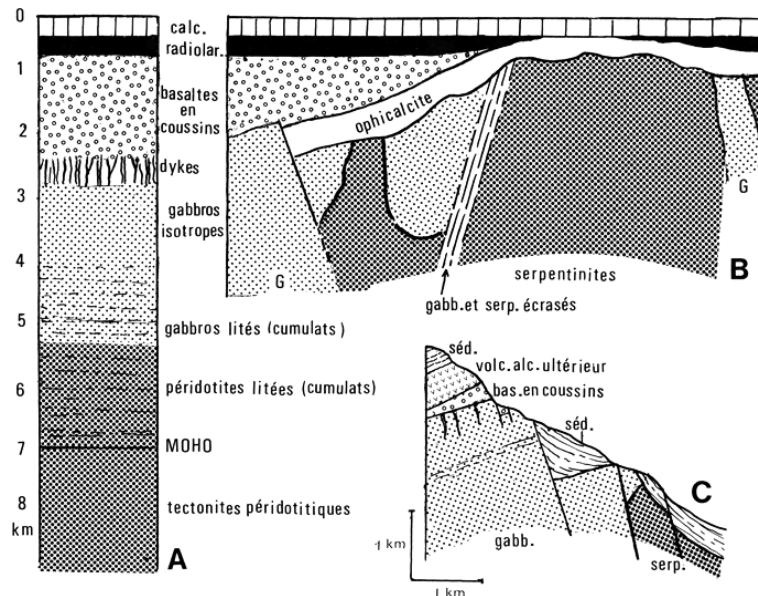 0
1
2
3
4
5
6
7
8
km
calc.
radiolar.
basaltes
en
coussins
dykes
gabbros
isotropes
gabbros lités (cumulats)
péridotites litées (cumulats)
MOHO
tectonites péridotitiques
A
ophicalcite
G
G
serpentinites
B
gabb. et serp. écrasés
séd.
volc. alc. ultérieur
bas. en coussins
séd.
C
1 km
gabb.
serp.
1 km